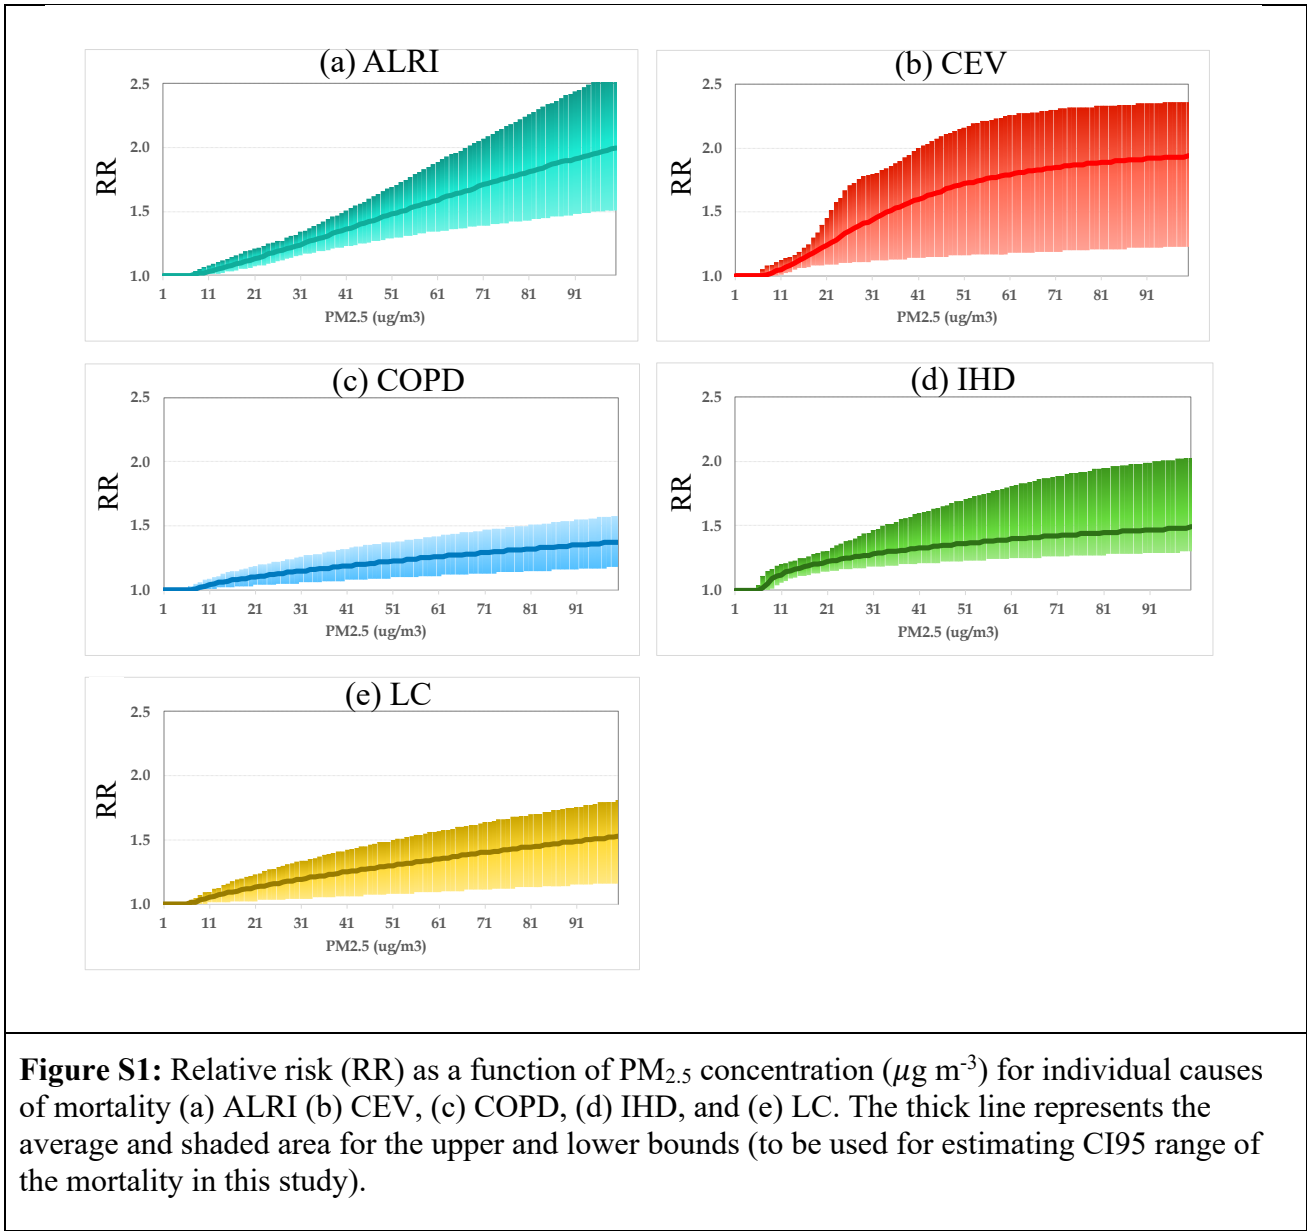 (a) ALRI
2.5
2.0
1.5
1.0
RR
1 11 21 31 41 51 61 71 81 91
PM2.5 (ug/m3)
(b) CEV
2.5
2.0
1.5
1.0
RR
1 11 21 31 41 51 61 71 81 91
PM2.5 (ug/m3)
(c) COPD
2.5
2.0
1.5
1.0
RR
1 11 21 31 41 51 61 71 81 91
PM2.5 (ug/m3)
(d) IHD
2.5
2.0
1.5
1.0
RR
1 11 21 31 41 51 61 71 81 91
PM2.5 (ug/m3)
(e) LC
2.5
2.0
1.5
1.0
RR
1 11 21 31 41 51 61 71 81 91
PM2.5 (ug/m3)
Figure S1: Relative risk (RR) as a function of PM2.5 concentration (μg m-3) for individual causes
of mortality (a) ALRI (b) CEV, (c) COPD, (d) IHD, and (e) LC. The thick line represents the
average and shaded area for the upper and lower bounds (to be used for estimating CI95 range of
the mortality in this study).